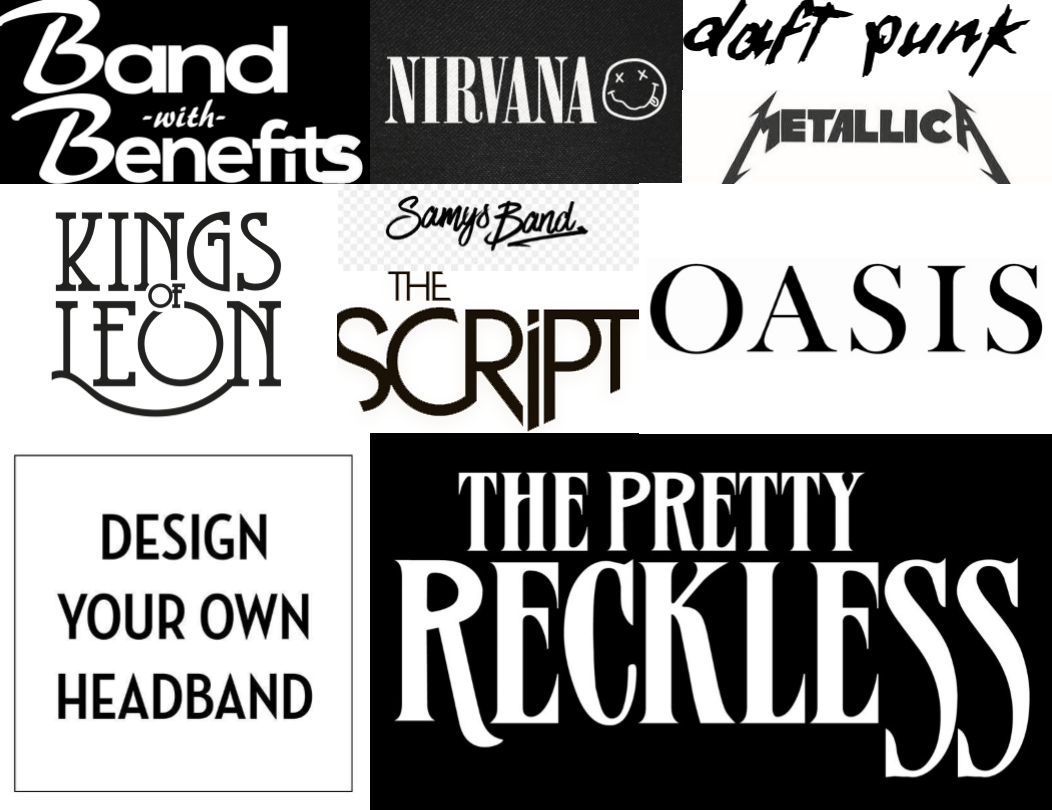 Band
-with-
Benefits
NIRVANA
daft punk
METALLICA
KINGS
OF
LEON
Samys Band.
THE
SCRiPT
OASIS
DESIGN
YOUR OWN
HEADBAND
THE PRETTY
RECKLESS